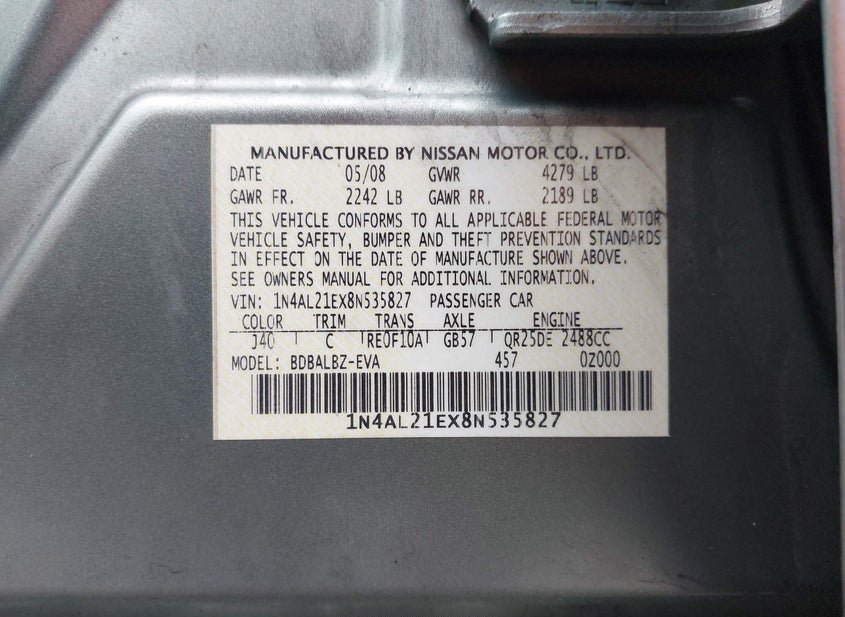 MANUFACTURED BY NISSAN MOTOR CO., LTD.
DATE 05/08 GVWR 4279 LB
GAWR FR. 2242 LB GAWR RR. 2189 LB
THIS VEHICLE CONFORMS TO ALL APPLICABLE FEDERAL MOTOR
VEHICLE SAFETY, BUMPER AND THEFT PREVENTION STANDARDS
IN EFFECT ON THE DATE OF MANUFACTURE SHOWN ABOVE.
SEE OWNERS MANUAL FOR ADDITIONAL INFORMATION.
VIN: 1N4AL21EX8N535827 PASSENGER CAR
COLOR TRIM TRANS AXLE ENGINE
J40 C RE0F10A GB57 QR25DE 2488CC
MODEL: BDBALBZ-EVA 457 0Z000
1N4AL21EX8N535827